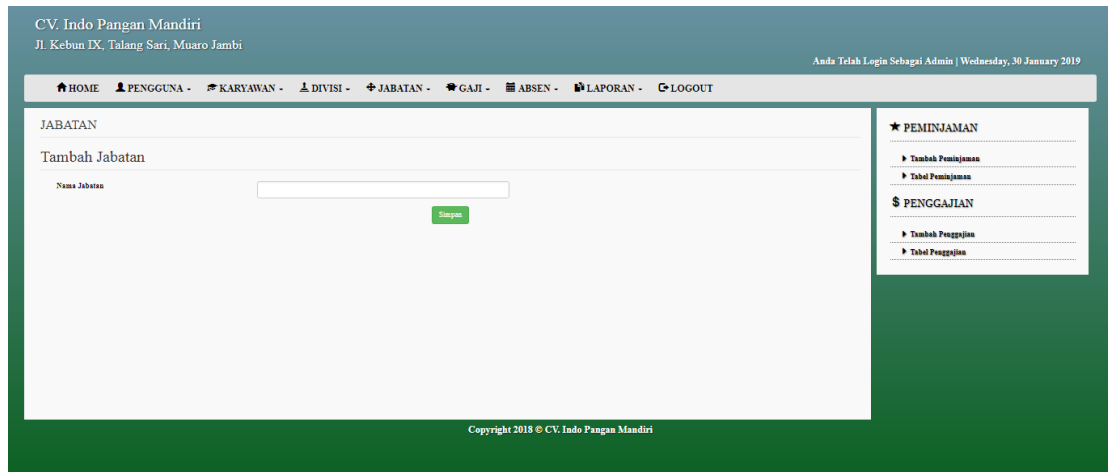 CV. Indo Pangan Mandiri
Jl. Kebun IX, Talang Sari, Muaro Jambi
Anda Telah Login Sebagai Admin | Wednesday, 30 January 2019
HOME PENGGUNA KARYAWAN DIVISI JABATAN GAJI ABSEN LAPORAN LOGOUT
JABATAN
Tambah Jabatan
Nama Jabatan
Simpan
PEMINJAMAN
Tambah Peminjaman
Tabel Peminjaman
$ PENGGAJIAN
Tambah Penggajian
Tabel Penggajian
Copyright 2018 © CV. Indo Pangan Mandiri